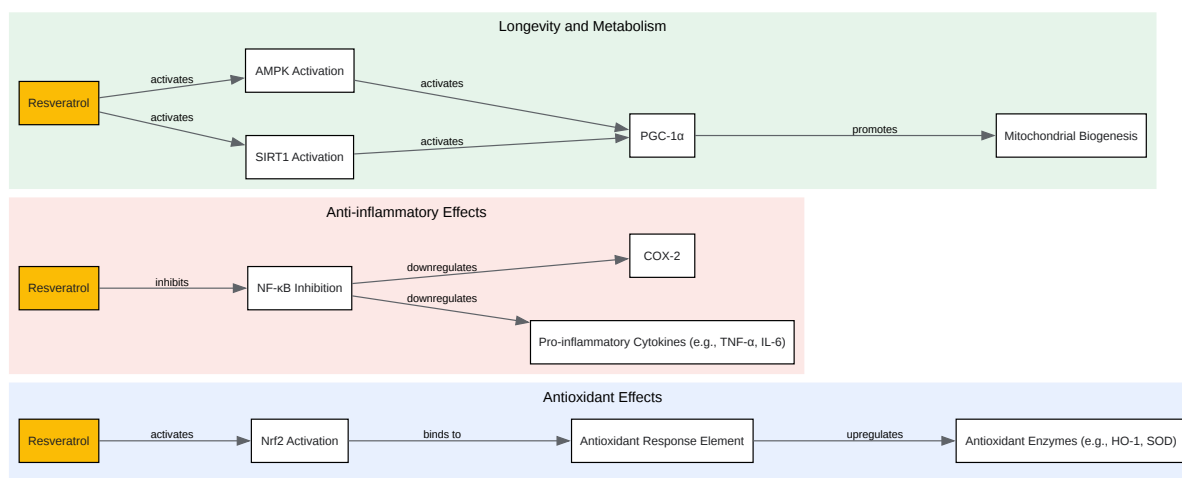 Longevity and Metabolism
Resveratrol
activates
activates
AMPK Activation
SIRT1 Activation
activates
activates
PGC-1α
promotes
Mitochondrial Biogenesis
Anti-inflammatory Effects
Resveratrol
inhibits
NF-κB Inhibition
downregulates
downregulates
COX-2
Pro-inflammatory Cytokines (e.g., TNF-α, IL-6)
Antioxidant Effects
Resveratrol
activates
Nrf2 Activation
binds to
Antioxidant Response Element
upregulates
Antioxidant Enzymes (e.g., HO-1, SOD)